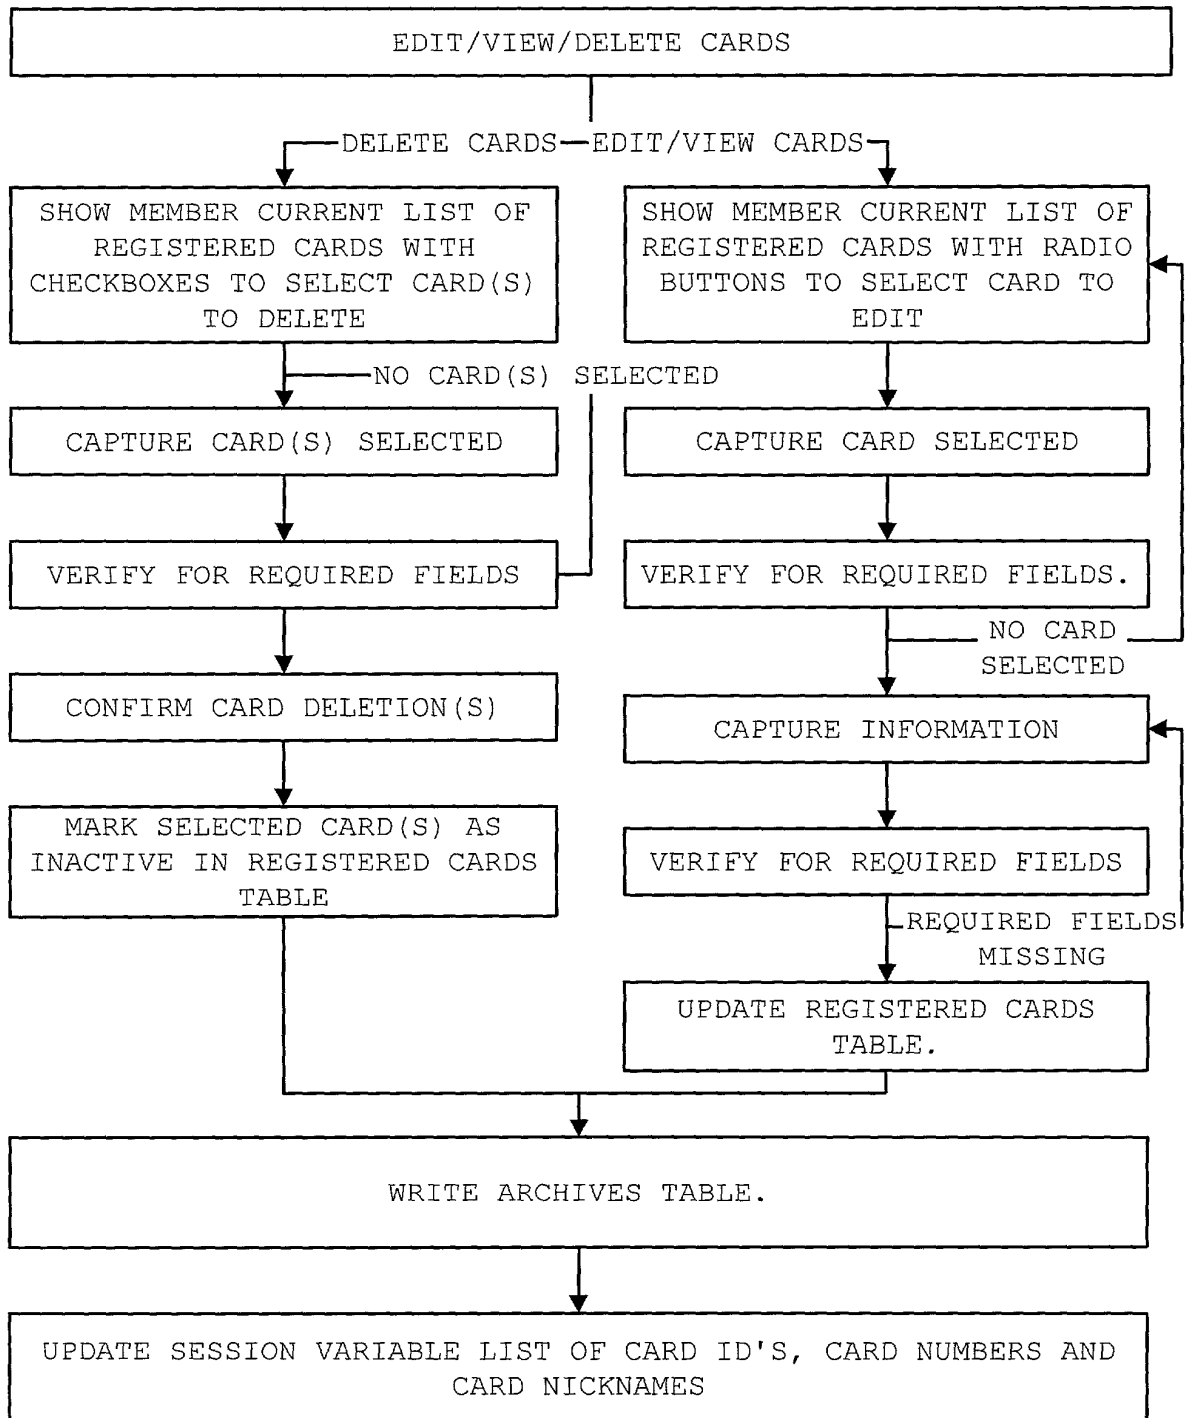 EDIT/VIEW/DELETE CARDS
DELETE CARDS
EDIT/VIEW CARDS
SHOW MEMBER CURRENT LIST OF
REGISTERED CARDS WITH
CHECKBOXES TO SELECT CARD(S)
TO DELETE
NO CARD(S) SELECTED
CAPTURE CARD(S) SELECTED
VERIFY FOR REQUIRED FIELDS
CONFIRM CARD DELETION(S)
MARK SELECTED CARD(S) AS
INACTIVE IN REGISTERED CARDS
TABLE
SHOW MEMBER CURRENT LIST OF
REGISTERED CARDS WITH RADIO
BUTTONS TO SELECT CARD TO
EDIT
CAPTURE CARD SELECTED
VERIFY FOR REQUIRED FIELDS.
NO CARD
SELECTED
CAPTURE INFORMATION
VERIFY FOR REQUIRED FIELDS
REQUIRED FIELDS
MISSING
UPDATE REGISTERED CARDS
TABLE.
WRITE ARCHIVES TABLE.
UPDATE SESSION VARIABLE LIST OF CARD ID'S, CARD NUMBERS AND
CARD NICKNAMES